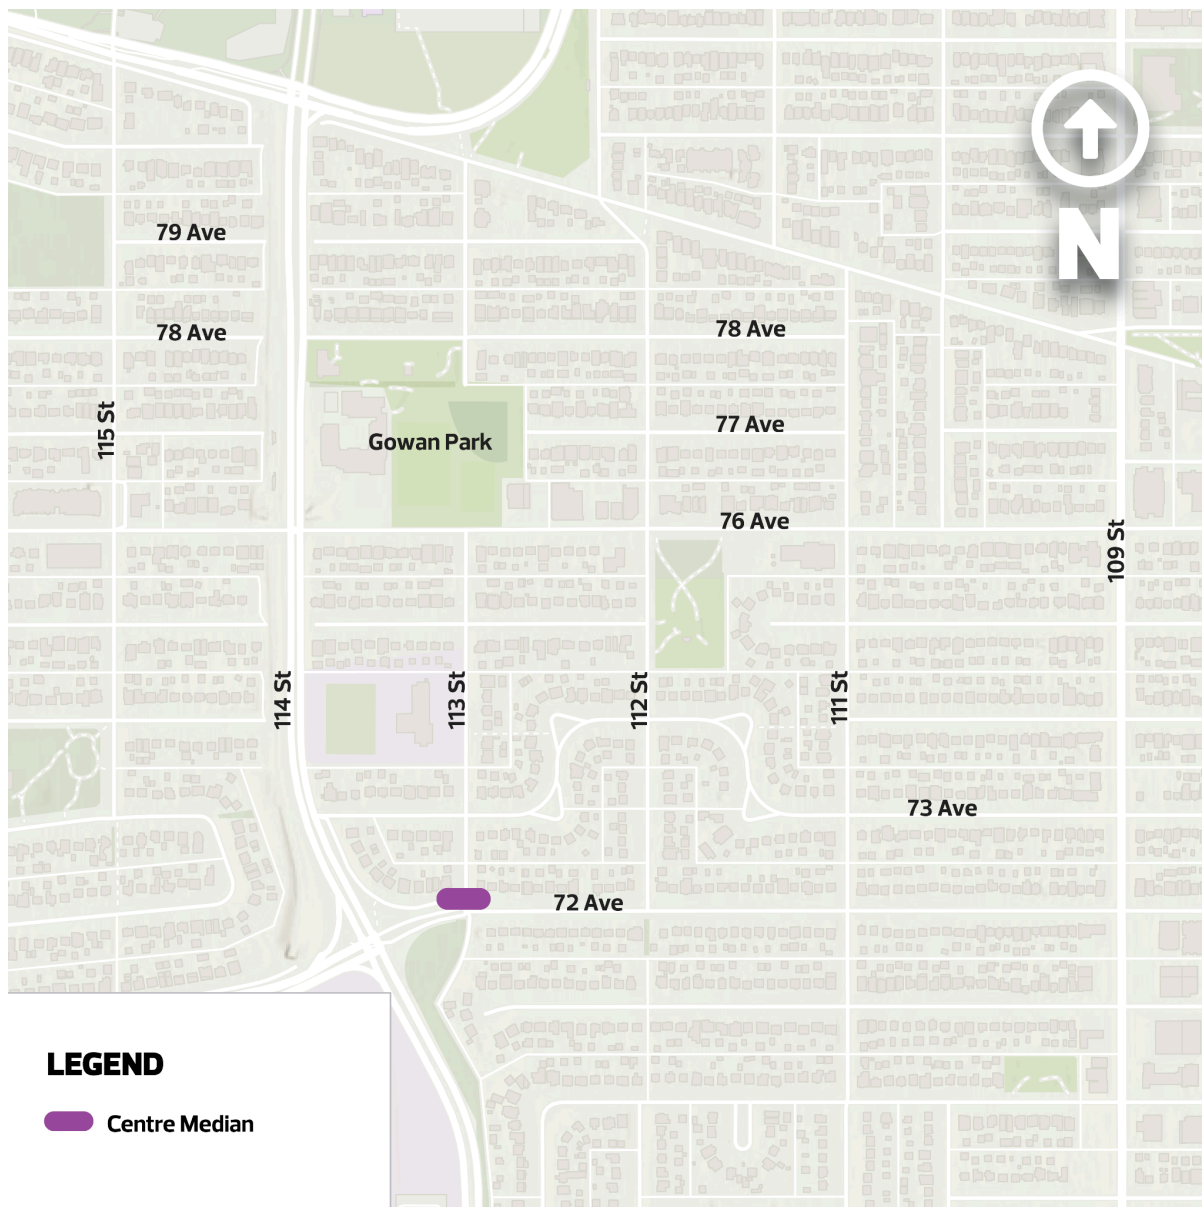 N
79 Ave
78 Ave
78 Ave
115 St
77 Ave
Gowan Park
76 Ave
109 St
114 St
113 St
112 St
111 St
73 Ave
72 Ave
LEGEND
Centre Median